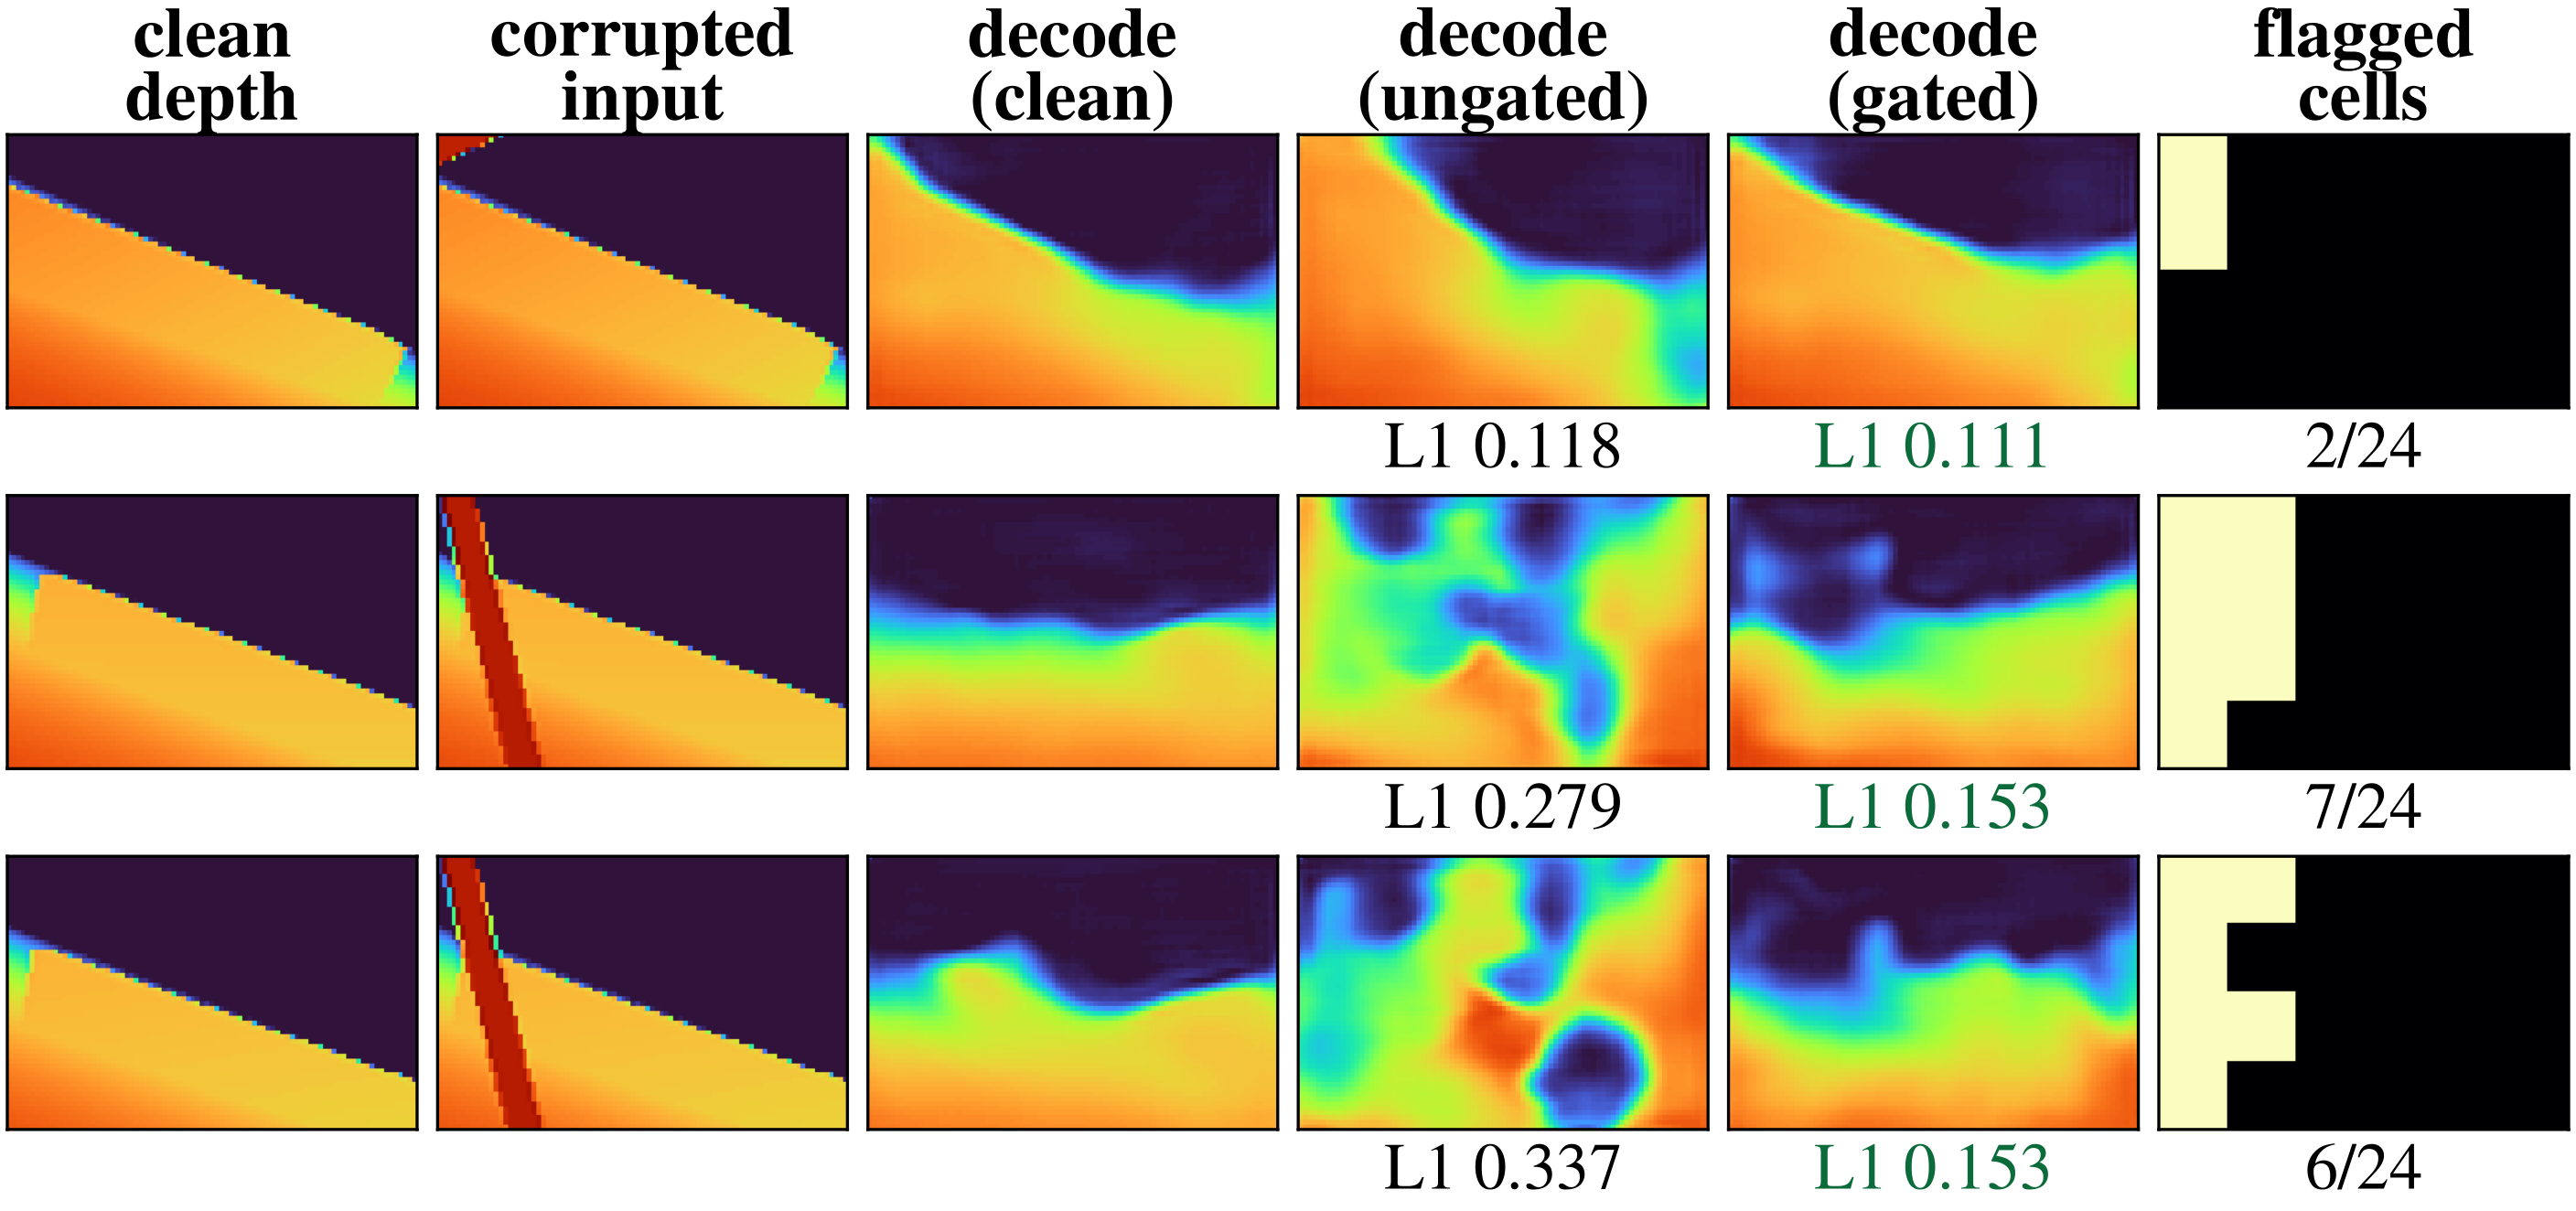 clean depth
corrupted input
decode (clean)
decode (ungated)
decode (gated)
flagged cells
L1 0.118
L1 0.111
2/24
L1 0.279
L1 0.153
7/24
L1 0.337
L1 0.153
6/24